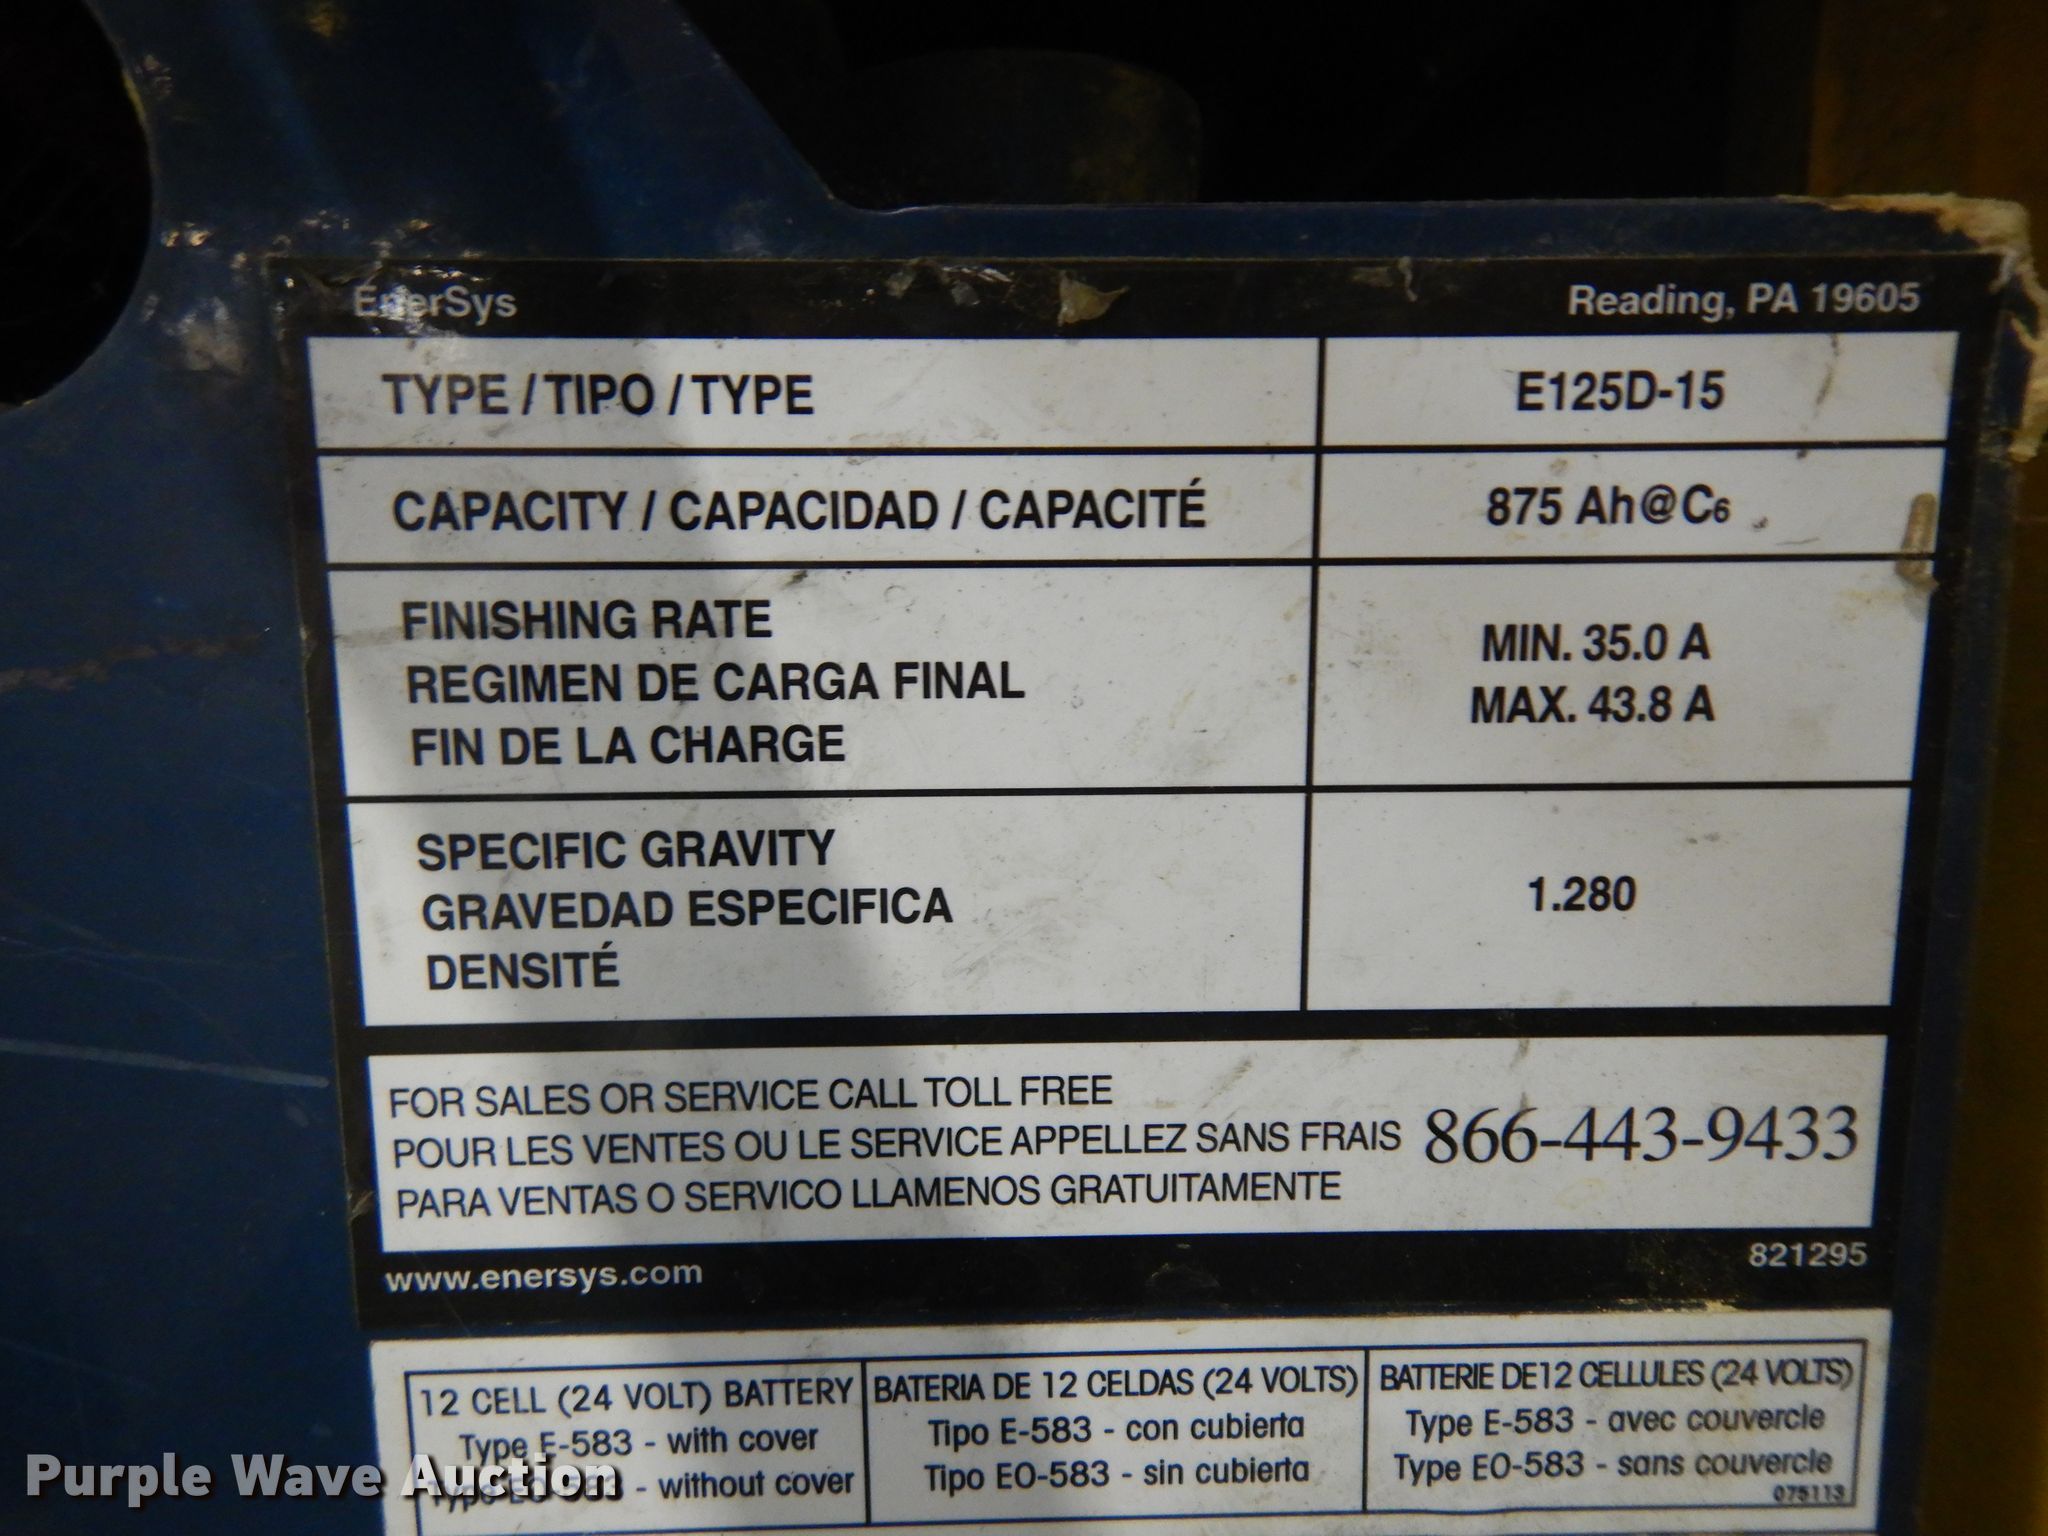 EnerSys
Reading, PA 19605
TYPE / TIPO / TYPE
E125D-15
CAPACITY / CAPACIDAD / CAPACITÉ
875 Ah@C6
FINISHING RATE
REGIMEN DE CARGA FINAL
FIN DE LA CHARGE
MIN. 35.0 A
MAX. 43.8 A
SPECIFIC GRAVITY
GRAVEDAD ESPECIFICA
DENSITÉ
1.280
FOR SALES OR SERVICE CALL TOLL FREE
POUR LES VENTES OU LE SERVICE APPELLEZ SANS FRAIS
PARA VENTAS O SERVICO LLAMENOS GRATUITAMENTE
866-443-9433
www.enersys.com
821295
12 CELL (24 VOLT) BATTERY
Type E-583 - with cover
Type EO-583 - without cover
BATERIA DE 12 CELDAS (24 VOLTS)
Tipo E-583 - con cubierta
Tipo EO-583 - sin cubierta
BATTERIE DE12 CELLULES (24 VOLTS)
Type E-583 - avec couvercle
Type EO-583 - sans couvercle
075113
Purple Wave Auction